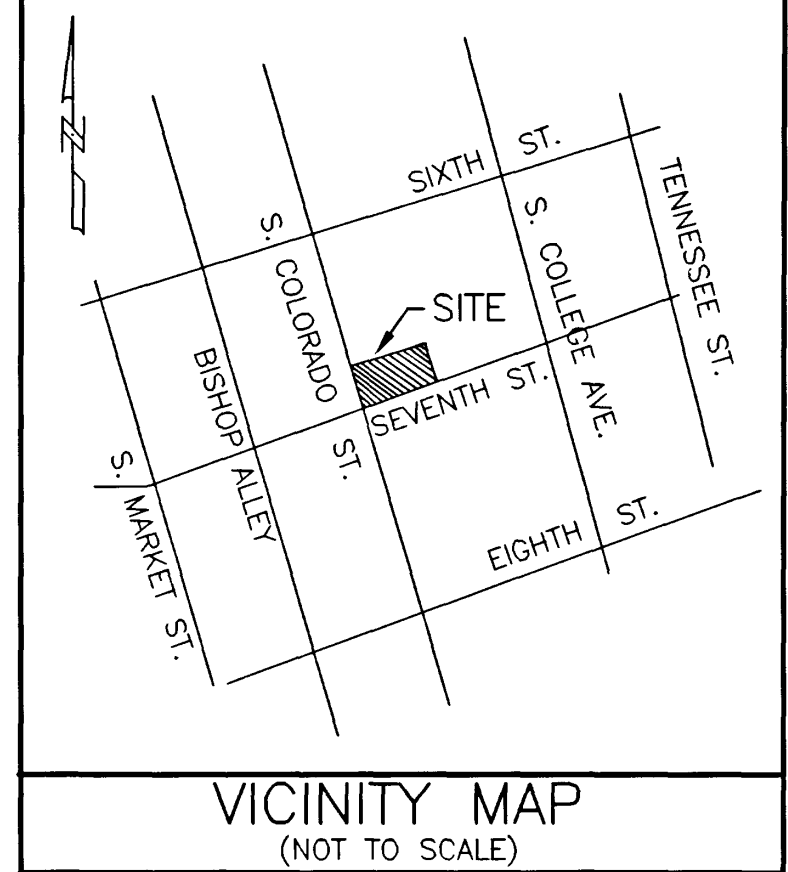 N
SIXTH ST.
TENNESSEE ST.
S. COLLEGE AVE.
S. COLORADO ST.
SITE
BISHOP ALLEY
SEVENTH ST.
S. MARKET ST.
EIGHTH ST.
VICINITY MAP
(NOT TO SCALE)